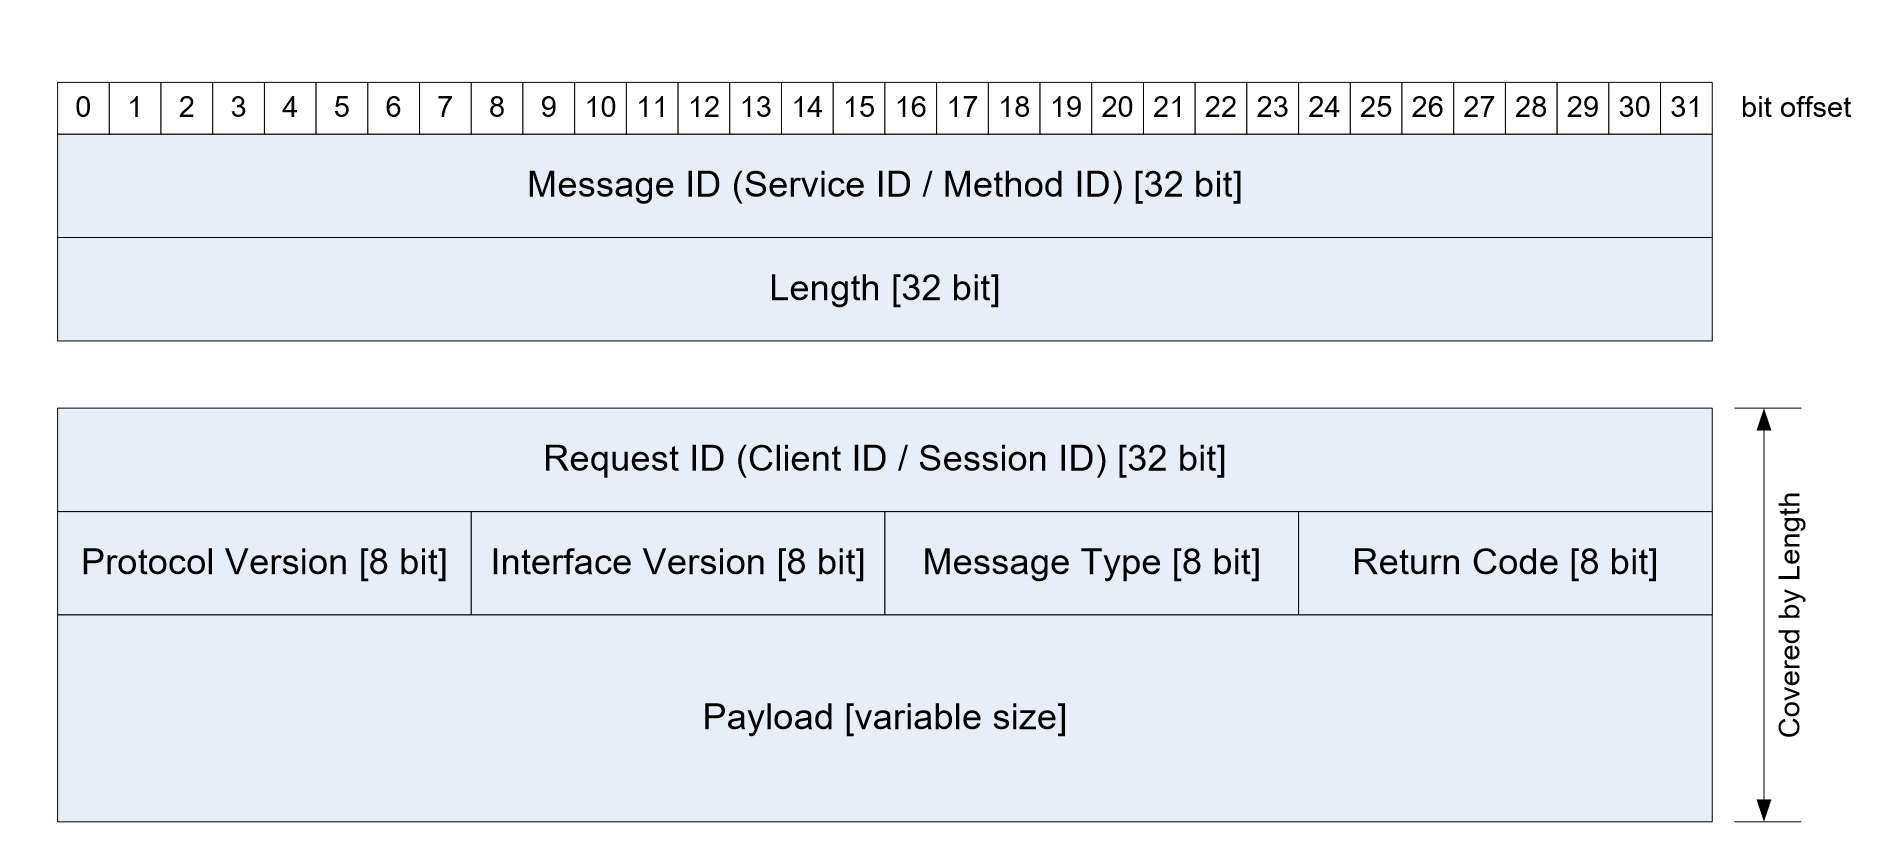 0 1 2 3 4 5 6 7 8 9 10 11 12 13 14 15 16 17 18 19 20 21 22 23 24 25 26 27 28 29 30 31 bit offset
Message ID (Service ID / Method ID) [32 bit]
Length [32 bit]
Request ID (Client ID / Session ID) [32 bit]
Protocol Version [8 bit] Interface Version [8 bit] Message Type [8 bit] Return Code [8 bit]
Payload [variable size]
Covered by Length